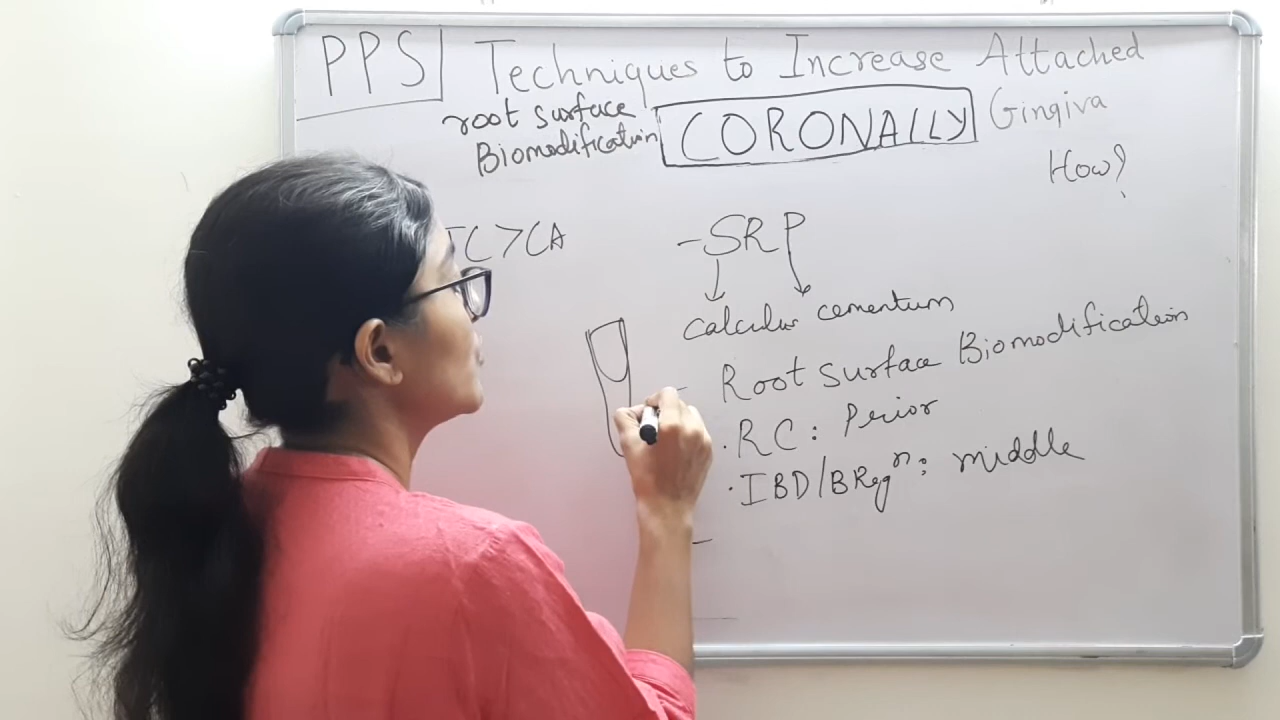 PPS Techniques to Increase Attached
root surface CORONALLY Gingiva
Biomodification
How?
C>CA
-SRP
calculus cementum
- Root Surface Biomodification
.RC: Prior
.IBD/BRegⁿ: middle